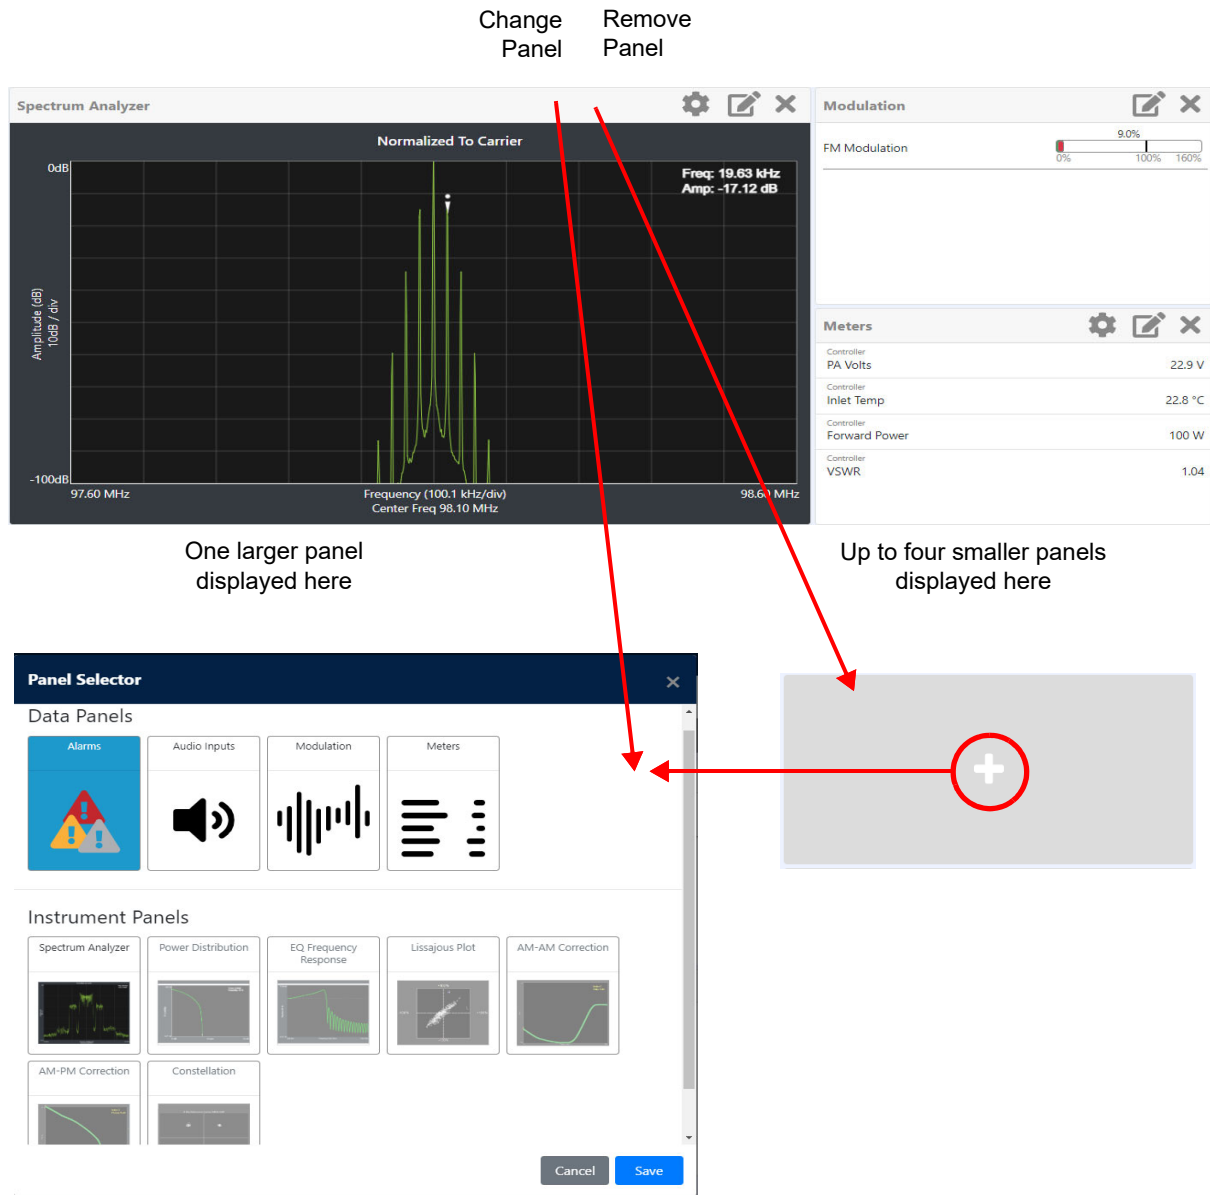 Change
Panel
Remove
Panel
Spectrum Analyzer
Normalized To Carrier
0dB
Freq: 19.63 kHz
Amp: -17.12 dB
Amplitude (dB)
10dB / div
-100dB
97.60 MHz
Frequency (100.1 kHz/div)
98.60 MHz
Center Freq 98.10 MHz
Modulation
FM Modulation
9.0%
0%
100%
160%
Meters
Controller
PA Volts
22.9 V
Controller
Inlet Temp
22.8 °C
Controller
Forward Power
100 W
Controller
VSWR
1.04
One larger panel
displayed here
Up to four smaller panels
displayed here
Panel Selector
Data Panels
Alarms
Audio Inputs
Modulation
Meters
Instrument Panels
Spectrum Analyzer
Power Distribution
EQ Frequency
Response
Lissajous Plot
AM-AM Correction
AM-PM Correction
Constellation
Cancel
Save